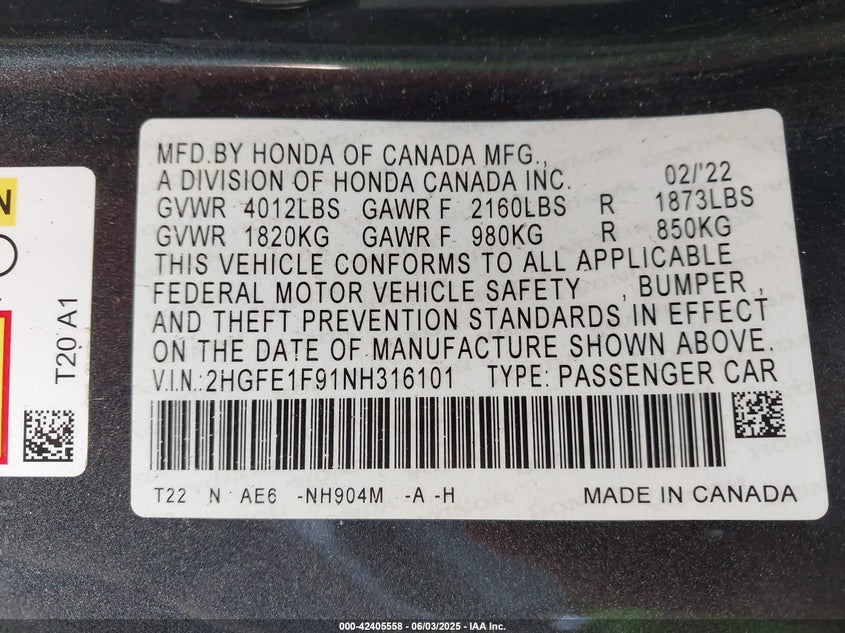 MFD.BY HONDA OF CANADA MFG.,
A DIVISION OF HONDA CANADA INC. 02/'22
GVWR 4012LBS GAWR F 2160LBS R 1873LBS
GVWR 1820KG GAWR F 980KG R 850KG
THIS VEHICLE CONFORMS TO ALL APPLICABLE
FEDERAL MOTOR VEHICLE SAFETY , BUMPER ,
AND THEFT PREVENTION STANDARDS IN EFFECT
ON THE DATE OF MANUFACTURE SHOWN ABOVE.
V.I.N.:2HGFE1F91NH316101 TYPE: PASSENGER CAR
T22 N AE6 -NH904M -A -H MADE IN CANADA
N
T20 A1
000-42405558 - 06/03/2025 - IAA Inc.